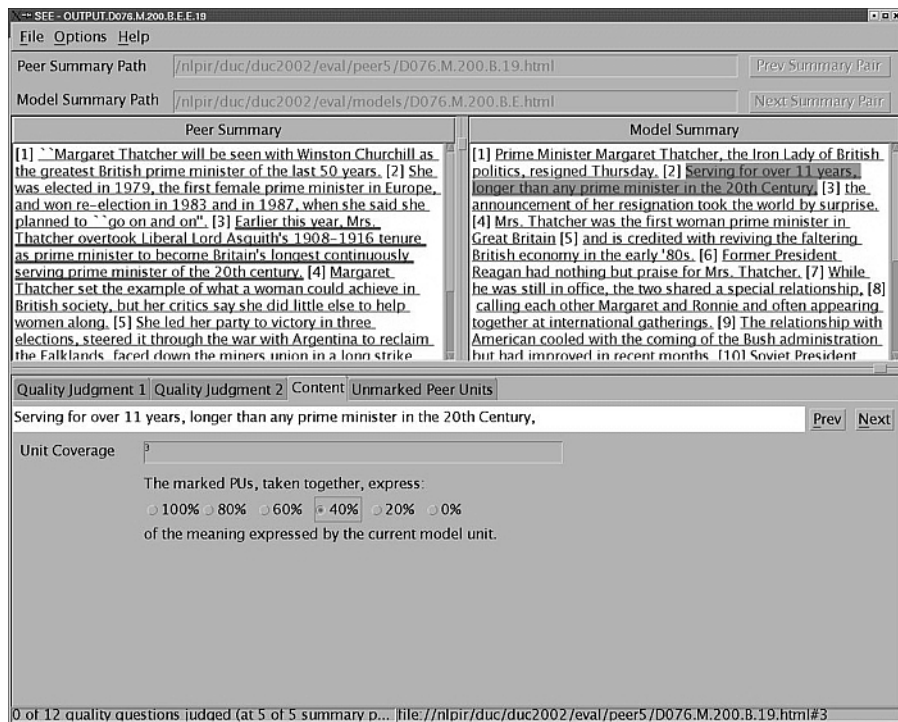 SEE - OUTPUT.D076.M.200.B.E.E.19
File Options Help
Peer Summary Path /nlpir/duc/duc2002/eval/peer5/D076.M.200.B.19.html Prev Summary Pair
Model Summary Path /nlpir/duc/duc2002/eval/models/D076.M.200.B.E.html Next Summary Pair
Peer Summary
[1] ``Margaret Thatcher will be seen with Winston Churchill as
the greatest British prime minister of the last 50 years. [2] She
was elected in 1979, the first female prime minister in Europe,
and won re-election in 1983 and in 1987, when she said she
planned to ``go on and on". [3] Earlier this year, Mrs.
Thatcher overtook Liberal Lord Asquith's 1908-1916 tenure
as prime minister to become Britain's longest continuously
serving prime minister of the 20th century. [4] Margaret
Thatcher set the example of what a woman could achieve in
British society, but her critics say she did little else to help
women along. [5] She led her party to victory in three
elections, steered it through the war with Argentina to reclaim
the Falklands, faced down the miners union in a long strike
Model Summary
[1] Prime Minister Margaret Thatcher, the Iron Lady of British
politics, resigned Thursday. [2] Serving for over 11 years,
longer than any prime minister in the 20th Century, [3] the
announcement of her resignation took the world by surprise.
[4] Mrs. Thatcher was the first woman prime minister in
Great Britain [5] and is credited with reviving the faltering
British economy in the early '80s. [6] Former President
Reagan had nothing but praise for Mrs. Thatcher. [7] While
he was still in office, the two shared a special relationship, [8]
calling each other Margaret and Ronnie and often appearing
together at international gatherings. [9] The relationship with
American cooled with the coming of the Bush administration
but had improved in recent months. [10] Soviet President
Quality Judgment 1 Quality Judgment 2 Content Unmarked Peer Units
Serving for over 11 years, longer than any prime minister in the 20th Century, Prev Next
Unit Coverage 3
The marked PUs, taken together, express:
100% 80% 60% 40% 20% 0%
of the meaning expressed by the current model unit.
0 of 12 quality questions judged (at 5 of 5 summary p... file://nlpir/duc/duc2002/eval/peer5/D076.M.200.B.19.html#3